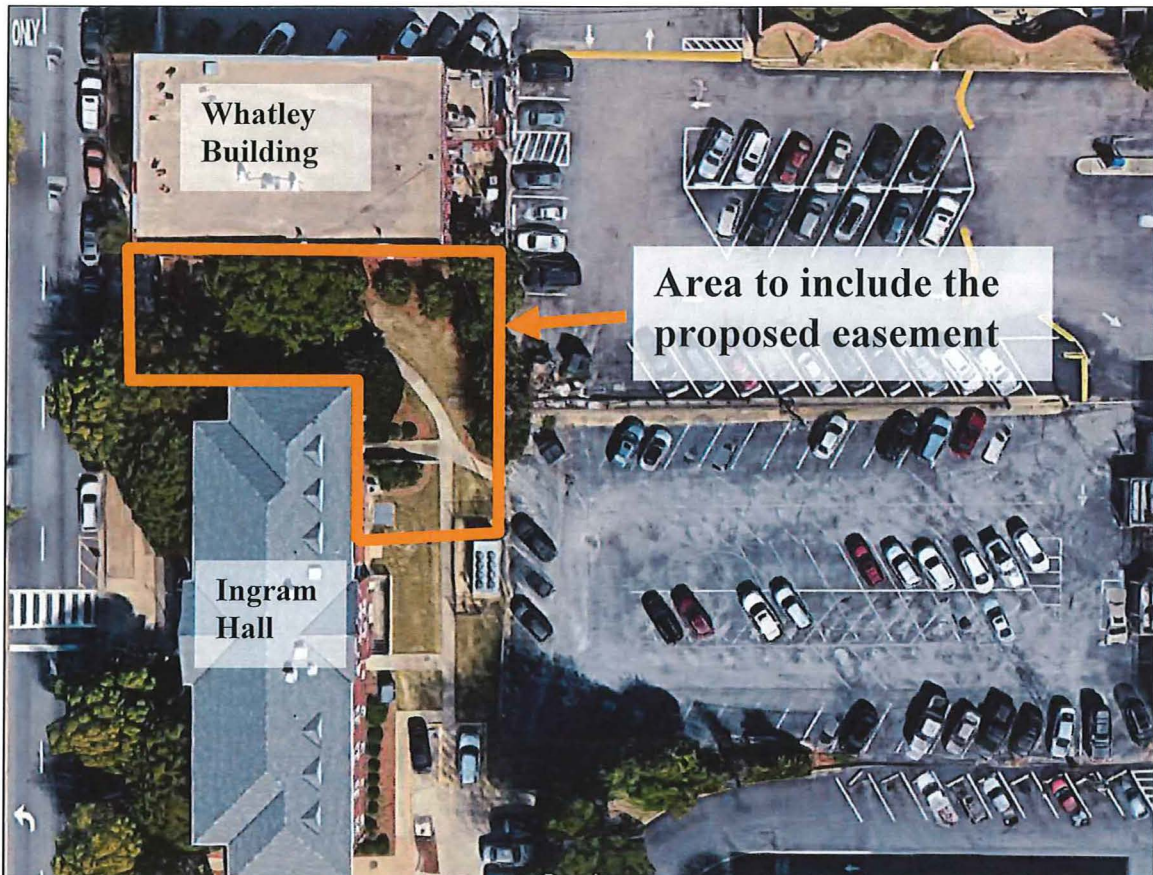 ONLY
Whatley
Building
Area to include the
proposed easement
Ingram
Hall